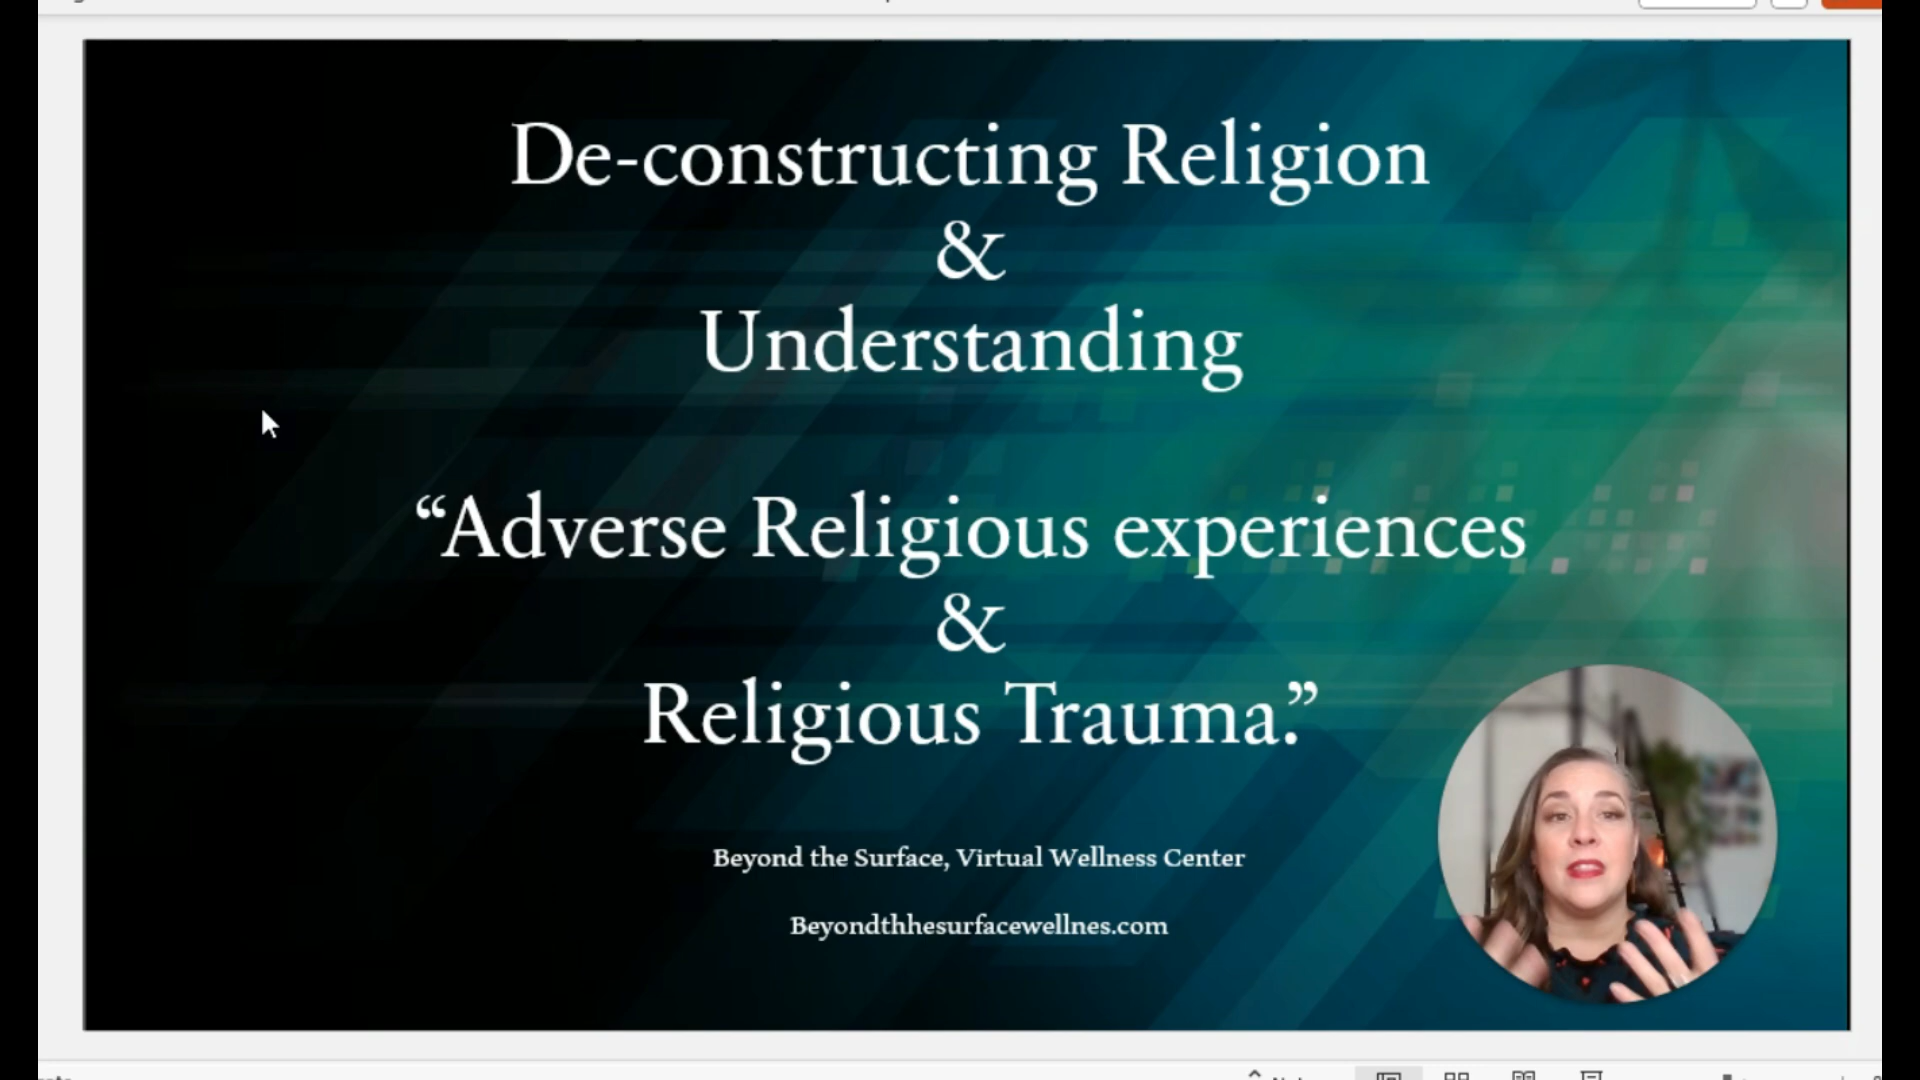 De-constructing Religion
&
Understanding
“Adverse Religious experiences
&
Religious Trauma.”
Beyond the Surface, Virtual Wellness Center
Beyondthhesurfacewellnes.com